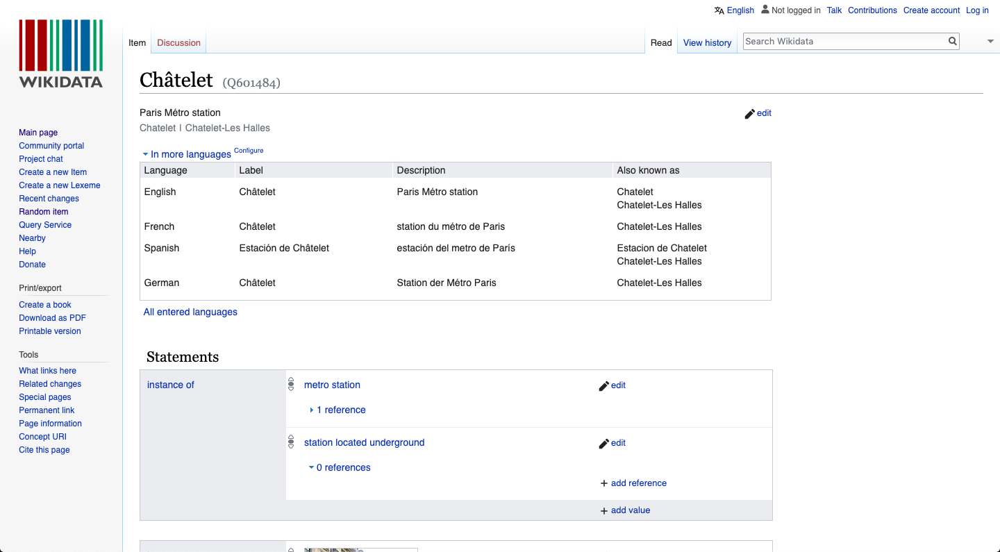 English Not logged in Talk Contributions Create account Log in
WIKIDATA
Item Discussion Read View history Search Wikidata
Châtelet (Q601484)
Paris Métro station edit
Chatelet | Chatelet-Les Halles
In more languages Configure
Language Label Description Also known as
English Châtelet Paris Métro station Chatelet
Chatelet-Les Halles
French Châtelet station du métro de Paris Chatelet-Les Halles
Spanish Estación de Châtelet estación del metro de París Estacion de Chatelet
Chatelet-Les Halles
German Châtelet Station der Métro Paris Chatelet-Les Halles
All entered languages
Statements
instance of metro station edit
1 reference
station located underground edit
0 references
+ add reference
+ add value
Main page
Community portal
Project chat
Create a new Item
Create a new Lexeme
Recent changes
Random item
Query Service
Nearby
Help
Donate
Print/export
Create a book
Download as PDF
Printable version
Tools
What links here
Related changes
Special pages
Permanent link
Page information
Concept URI
Cite this page